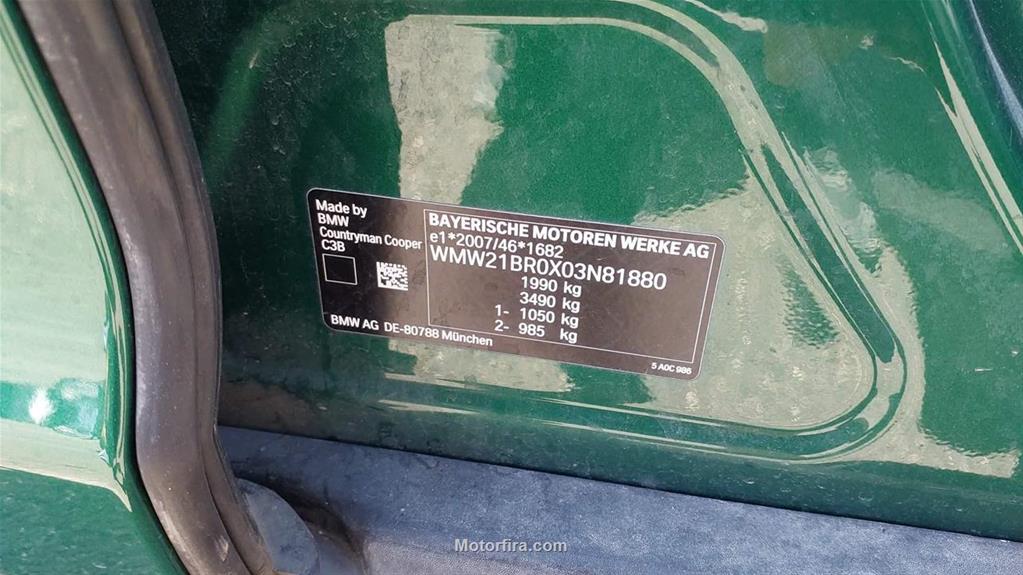 Made by
BMW
Countryman Cooper
C3B
BMW AG DE-80788 München
BAYERISCHE MOTOREN WERKE AG
e1*2007/46*1682
WMW21BR0X03N81880
1990 kg
3490 kg
1- 1050 kg
2- 985 kg
5 A0C 986
Motorfira.com